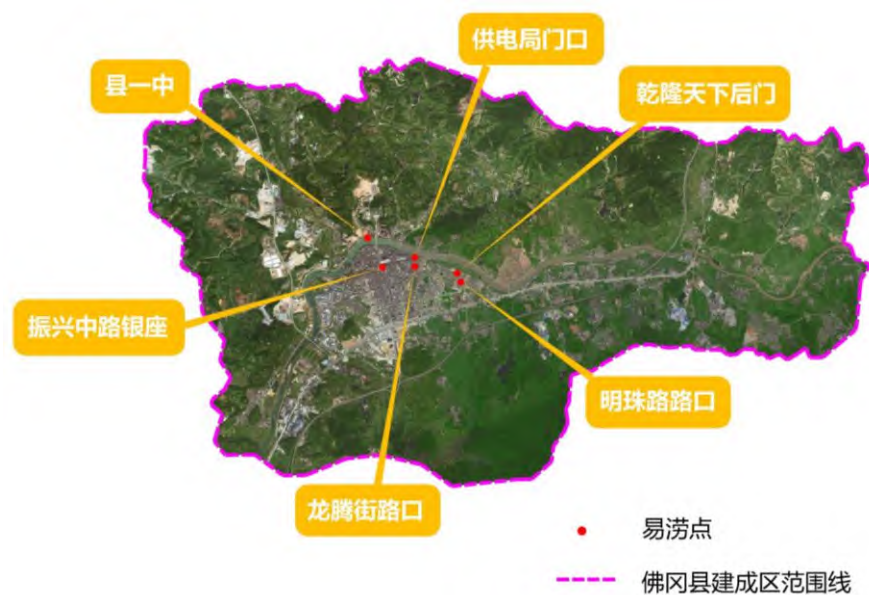 供电局门口
县一中
乾隆天下后门
振兴中路银座
明珠路路口
龙腾街路口
易涝点
佛冈县建成区范围线